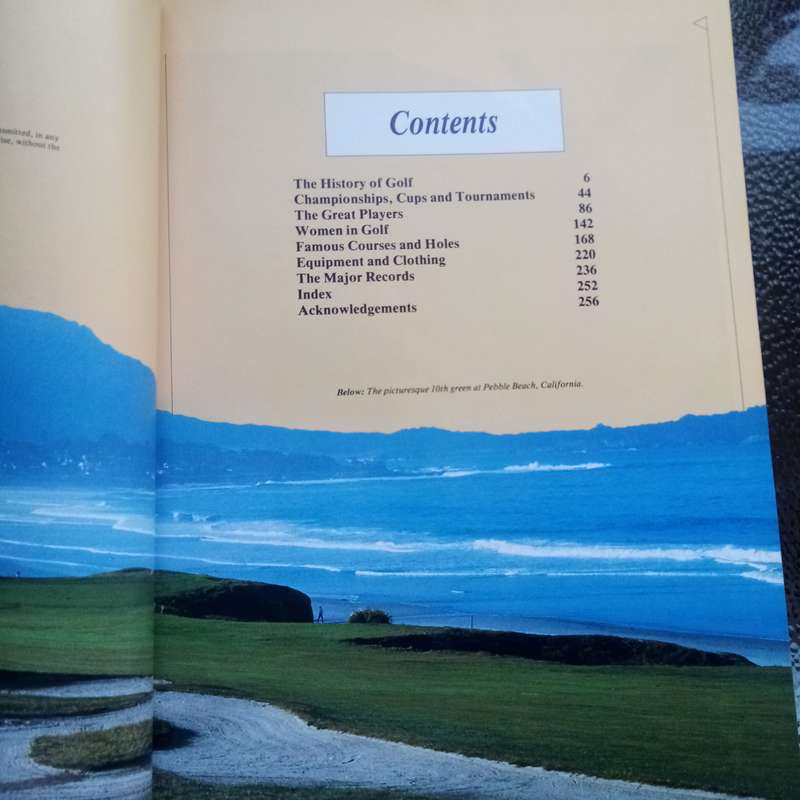 nsmitted, in any
ise, without the
Contents
The History of Golf 6
Championships, Cups and Tournaments 44
The Great Players 86
Women in Golf 142
Famous Courses and Holes 168
Equipment and Clothing 220
The Major Records 236
Index 252
Acknowledgements 256
Below: The picturesque 10th green at Pebble Beach, California.